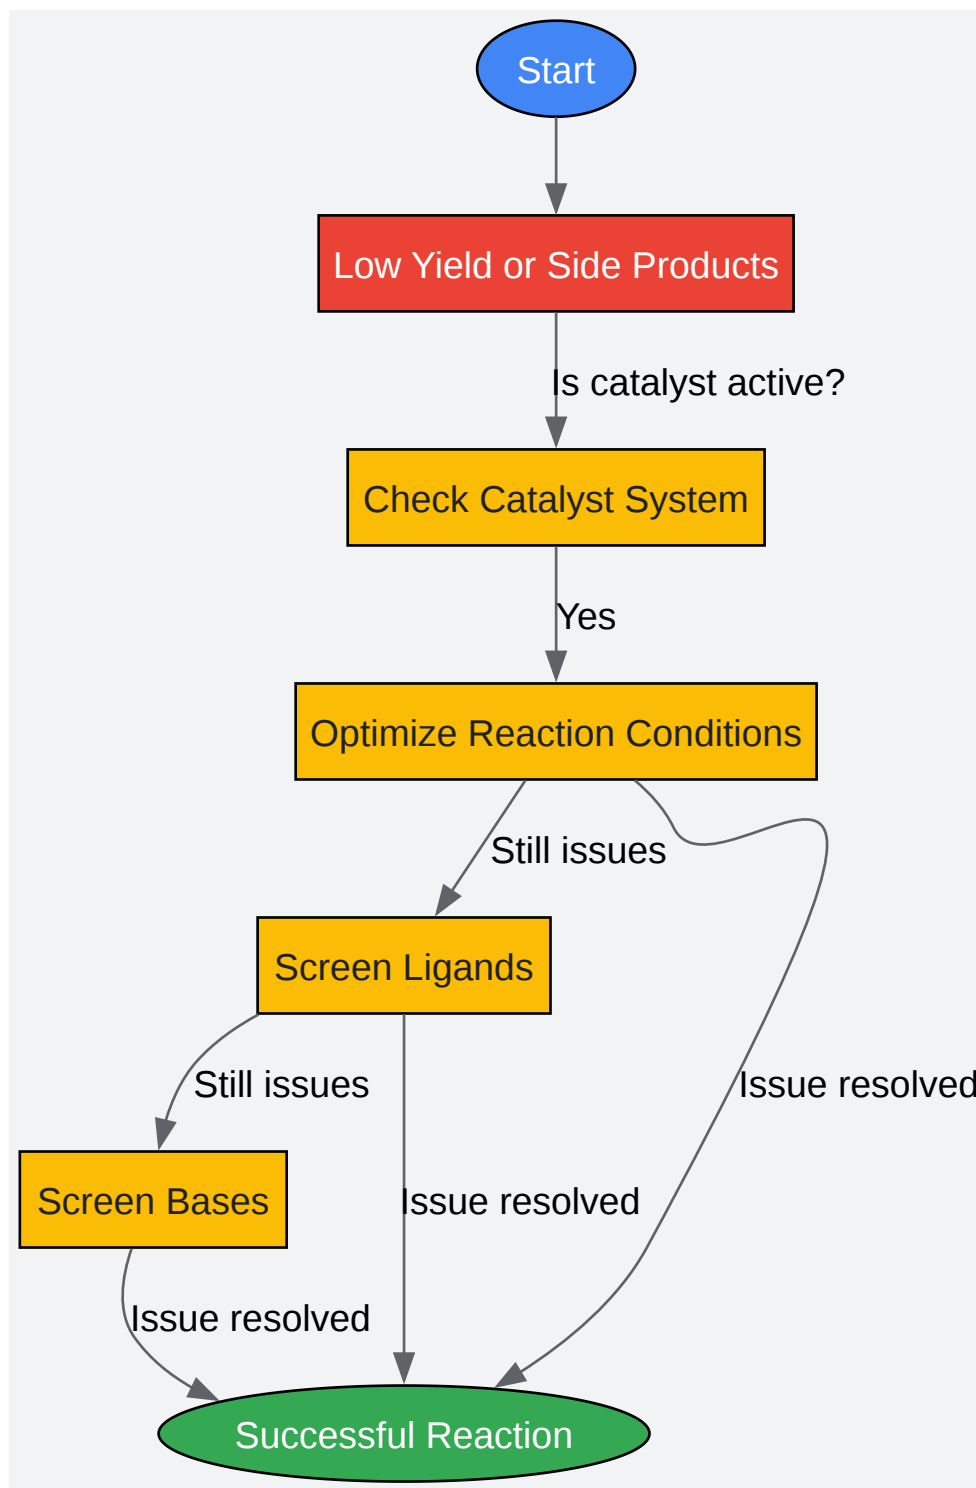 Start
Low Yield or Side Products
Is catalyst active?
Check Catalyst System
Yes
Optimize Reaction Conditions
Still issues
Screen Ligands
Still issues
Issue resolved
Screen Bases
Issue resolved
Issue resolved
Successful Reaction